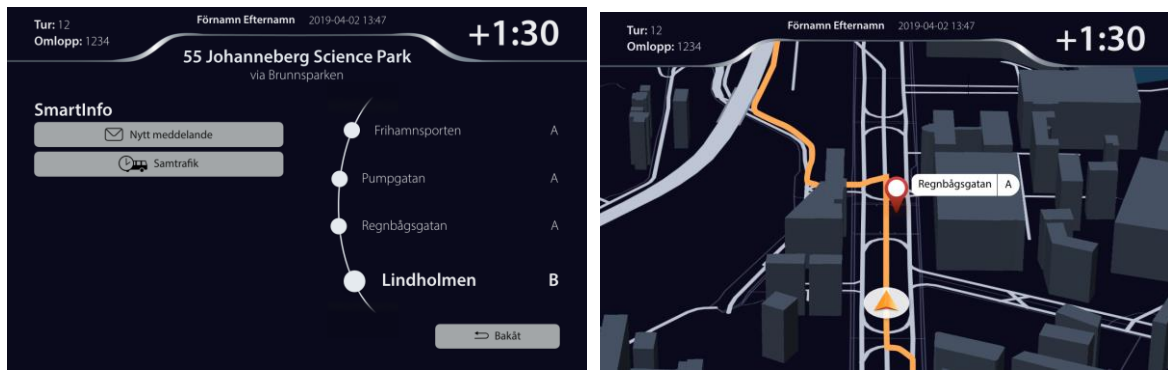 Tur: 12
Omlopp: 1234
Förnamn Efternamn 2019-04-02 13:47
+1:30
55 Johanneberg Science Park
via Brunnsparken
SmartInfo
Nytt meddelande
Samtrafik
Frihamnsporten A
Pumpgatan A
Regnbågsgatan A
Lindholmen B
Bakåt
Tur: 12
Omlopp: 1234
Förnamn Efternamn 2019-04-02 13:47
+1:30
Regnbågsgatan A